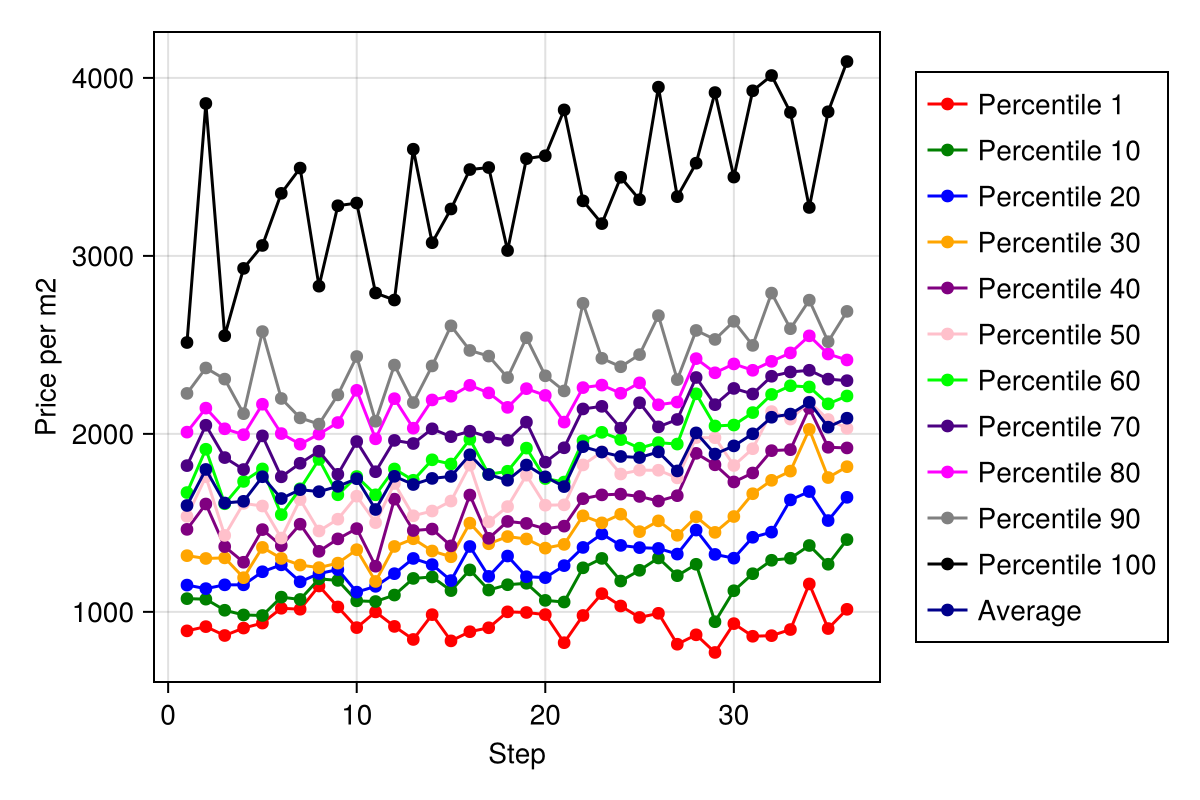 4000
3000
2000
1000
Price per m2
0
10
20
30
Step
Percentile 1
Percentile 10
Percentile 20
Percentile 30
Percentile 40
Percentile 50
Percentile 60
Percentile 70
Percentile 80
Percentile 90
Percentile 100
Average